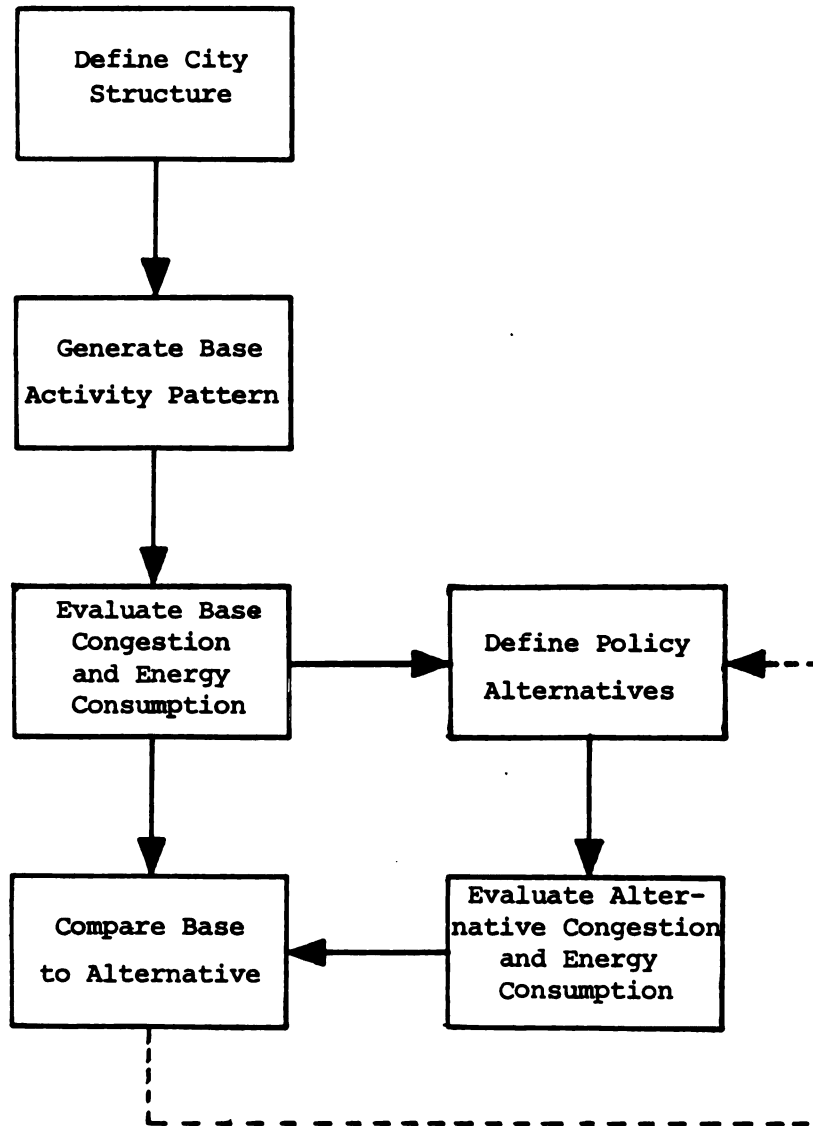 Define City
Structure
Generate Base
Activity Pattern
Evaluate Base
Congestion
and Energy
Consumption
Define Policy
Alternatives
Compare Base
to Alternative
Evaluate Alter-
native Congestion
and Energy
Consumption